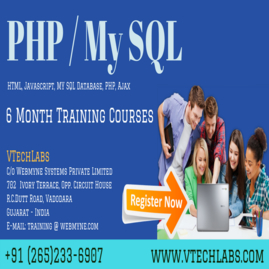 PHP / My SQL
HTML, Javascript, MY SQL Database, PHP, Ajax
6 Month Training Courses
VTechLabs
C/o Webmyne Systems Private Limited
702 Ivory Terrace, Opp. Circuit House
R.C.Dutt Road, Vadodara
Gujarat - India
E-mail: training @ webmyne.com
Register Now
+91 (265)233-6987
www.vtechlabs.com